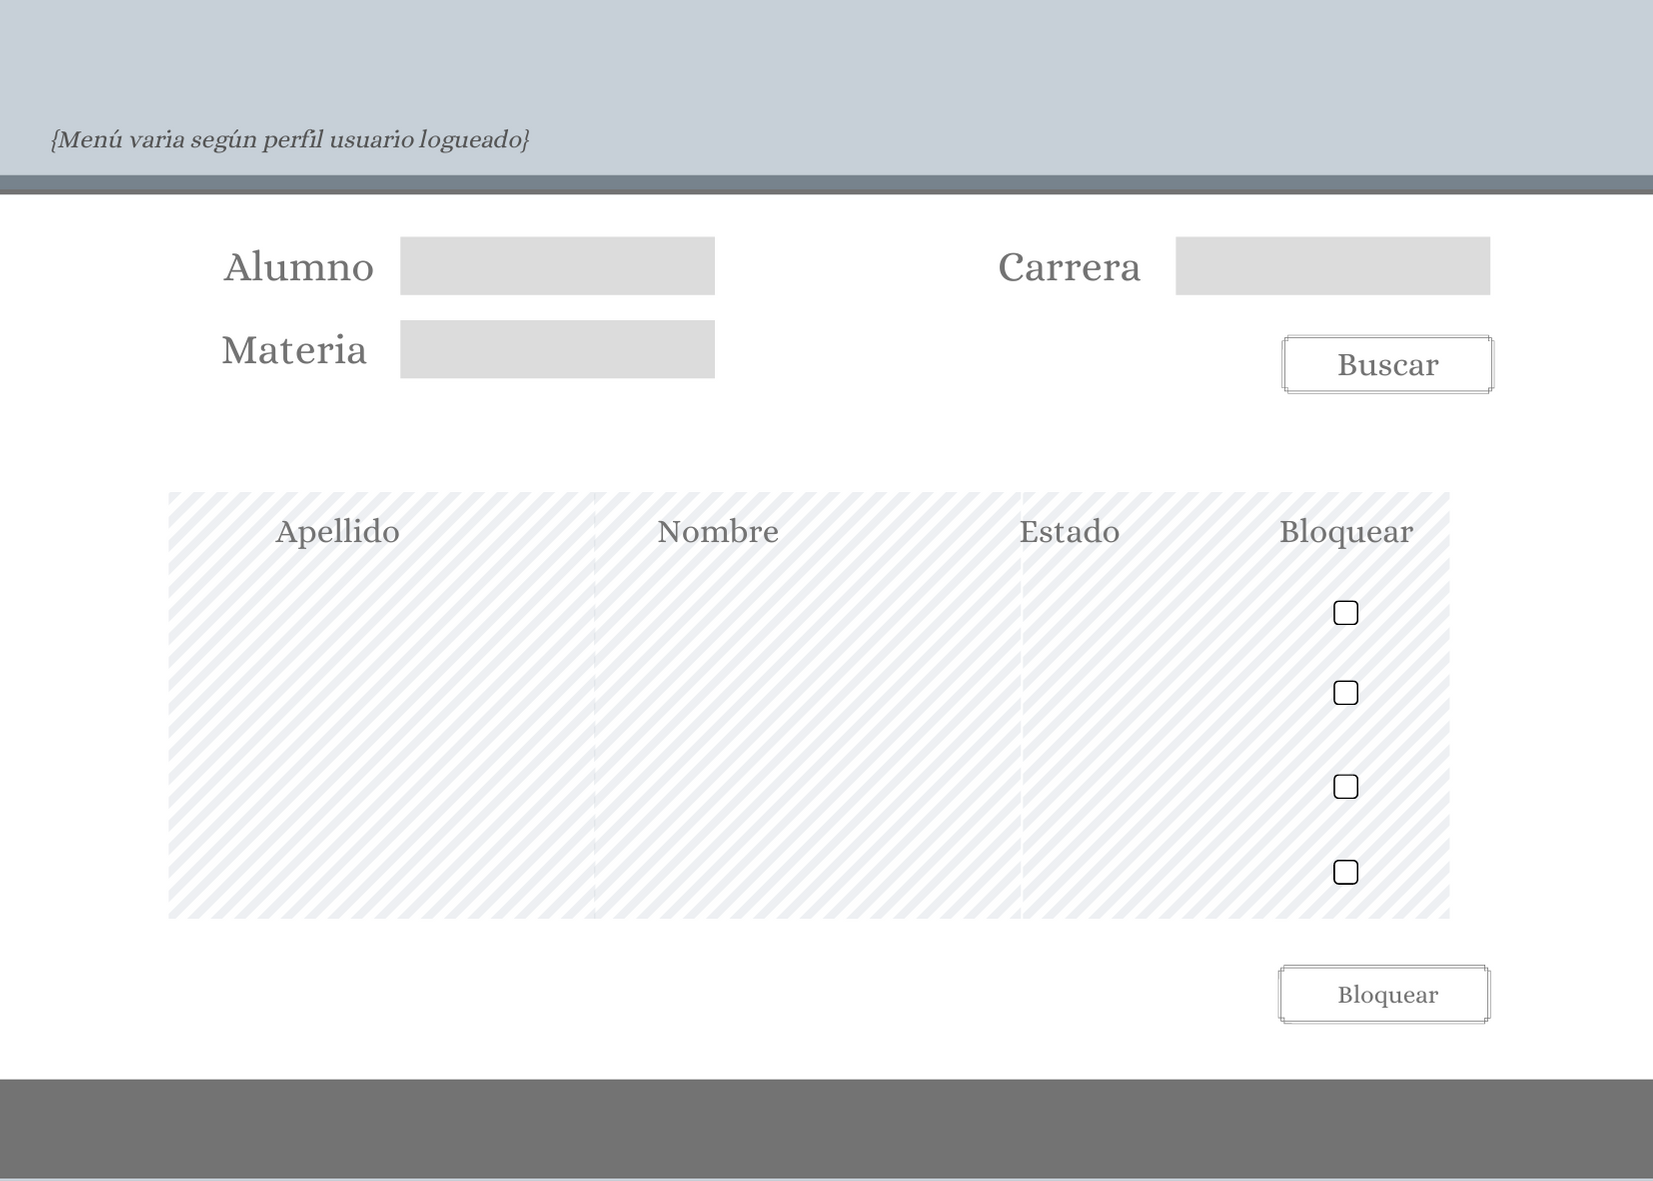 {Menú varia según perfil usuario logueado}
Alumno
Carrera
Materia
Buscar
Apellido Nombre Estado Bloquear
Bloquear